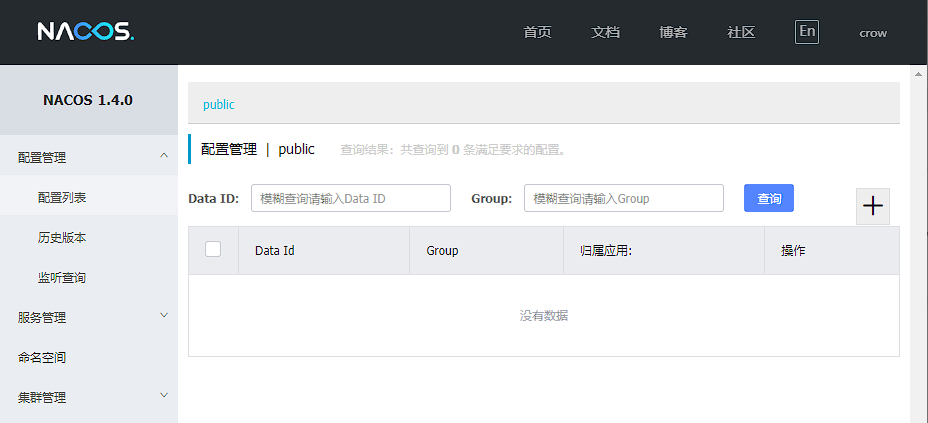 NACOS.
首页 文档 博客 社区 En crow
NACOS 1.4.0
配置管理
配置列表
历史版本
监听查询
服务管理
命名空间
集群管理
public
配置管理 | public 查询结果：共查询到 0 条满足要求的配置。
Data ID: 模糊查询请输入Data ID Group: 模糊查询请输入Group 查询
Data Id Group 归属应用: 操作
没有数据